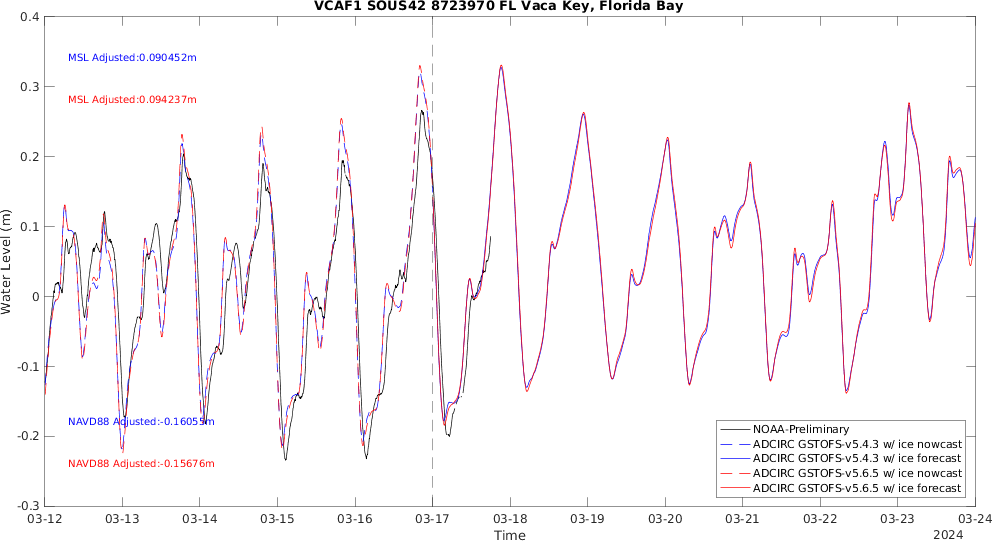 VCAF1 SOUS42 8723970 FL Vaca Key, Florida Bay
0.4
0.3
0.2
0.1
0
-0.1
-0.2
-0.3
Water Level (m)
MSL Adjusted:0.090452m
MSL Adjusted:0.094237m
NAVD88 Adjusted:-0.16055m
NAVD88 Adjusted:-0.15676m
NOAA-Preliminary
ADCIRC GSTOFS-v5.4.3 w/ ice nowcast
ADCIRC GSTOFS-v5.4.3 w/ ice forecast
ADCIRC GSTOFS-v5.6.5 w/ ice nowcast
ADCIRC GSTOFS-v5.6.5 w/ ice forecast
03-12 03-13 03-14 03-15 03-16 03-17 03-18 03-19 03-20 03-21 03-22 03-23 03-24
Time
2024